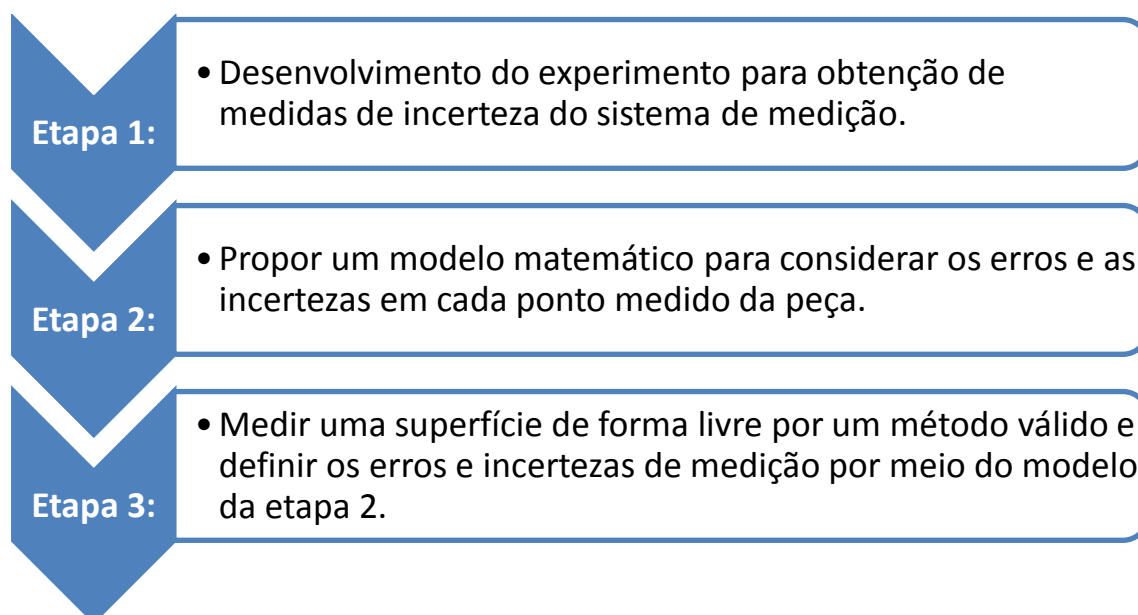 Etapa 1:
• Desenvolvimento do experimento para obtenção de
medidas de incerteza do sistema de medição.
Etapa 2:
• Propor um modelo matemático para considerar os erros e as
incertezas em cada ponto medido da peça.
Etapa 3:
• Medir uma superfície de forma livre por um método válido e
definir os erros e incertezas de medição por meio do modelo
da etapa 2.